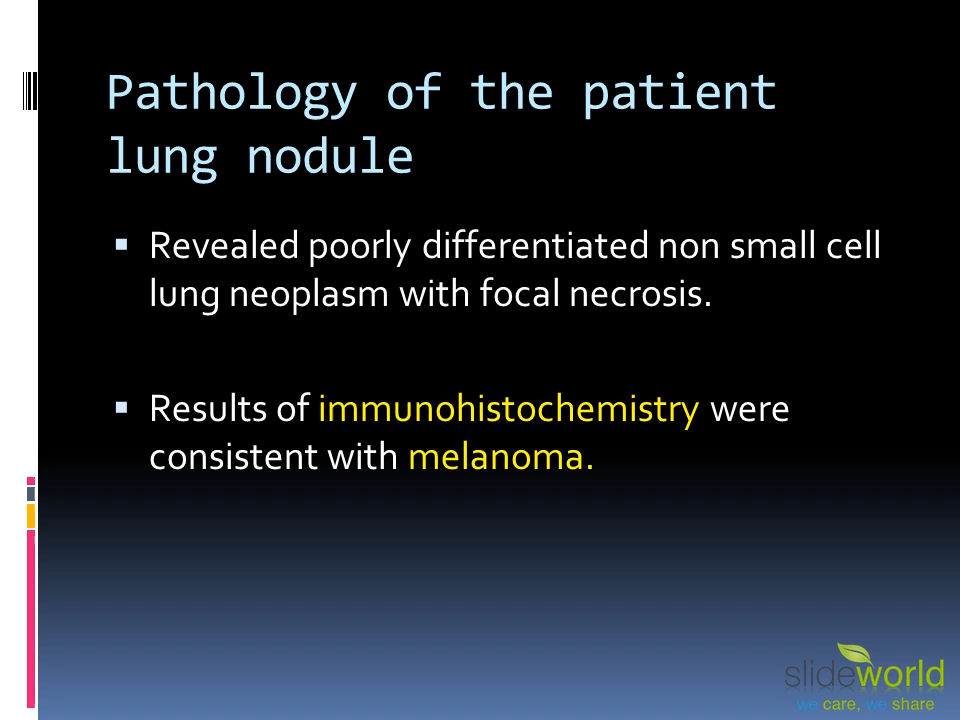 Pathology of the patient
lung nodule
▪ Revealed poorly differentiated non small cell
lung neoplasm with focal necrosis.
▪ Results of immunohistochemistry were
consistent with melanoma.
slideworld
we care, we share